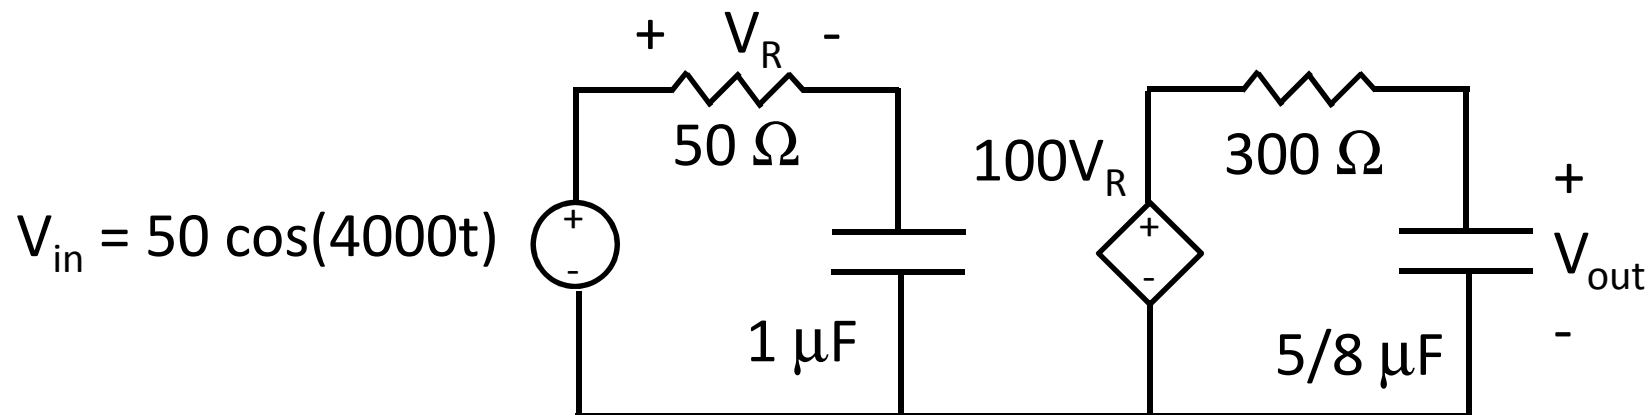 + V_R -
50 Ω
300 Ω
100V_R
V_in = 50 cos(4000t)
+
-
+
-
+
V_out
-
1 μF
5/8 μF